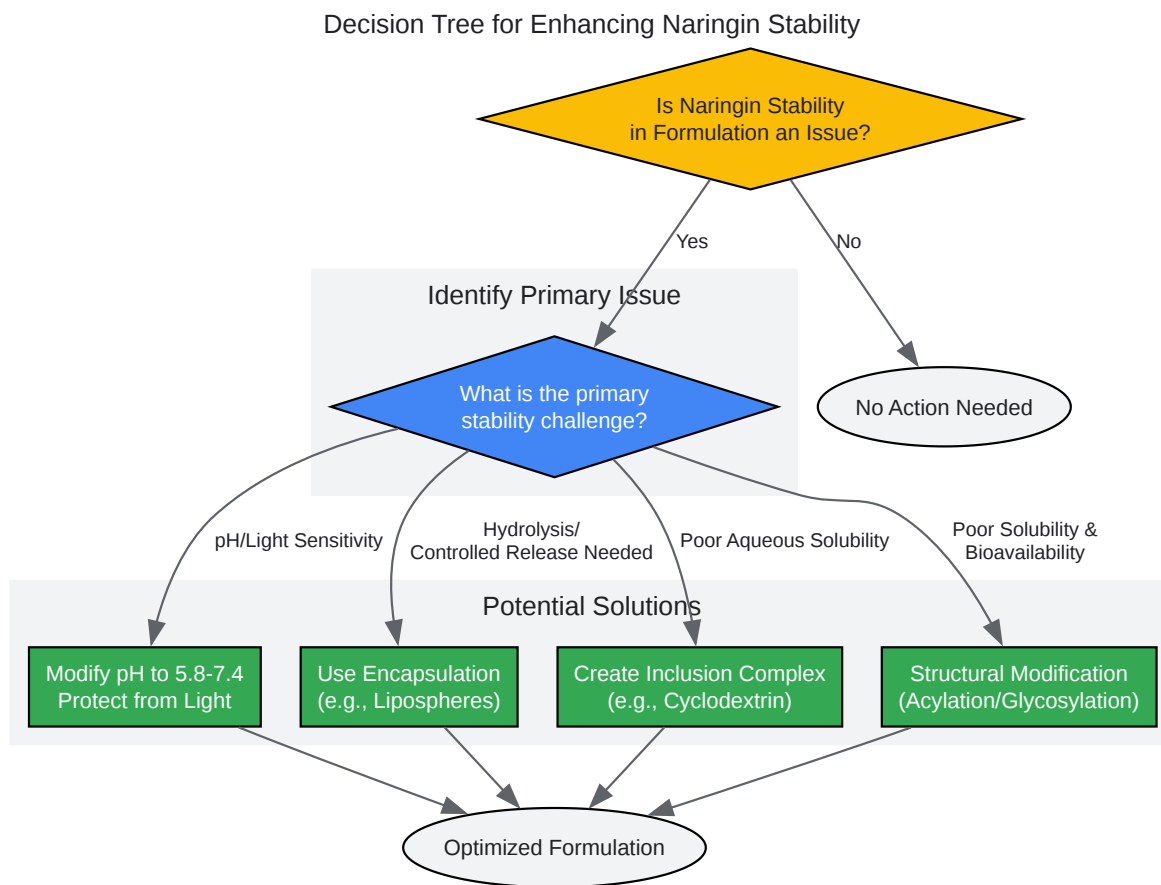 Decision Tree for Enhancing Naringin Stability
Is Naringin Stability
in Formulation an Issue?
Yes
No
Identify Primary Issue
What is the primary
stability challenge?
No Action Needed
pH/Light Sensitivity
Hydrolysis/
Controlled Release Needed
Poor Aqueous Solubility
Poor Solubility &
Bioavailability
Potential Solutions
Modify pH to 5.8-7.4
Protect from Light
Use Encapsulation
(e.g., Lipospheres)
Create Inclusion Complex
(e.g., Cyclodextrin)
Structural Modification
(Acylation/Glycosylation)
Optimized Formulation